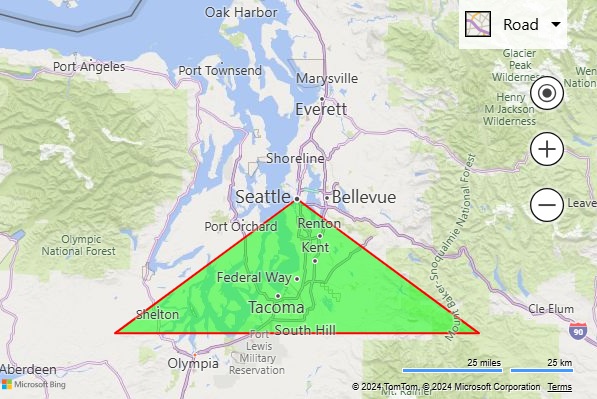 Oak Harbor
Road
Port Angeles
Port Townsend
Glacier
Peak
Wilderness
Marysville
Everett
Henry
M Jackson
Wilderness
Shoreline
Seattle
Bellevue
Port Orchard
Renton
Kent
Olympic
National Forest
Federal Way
Mount Baker-Snoqualmie National Forest
Shelton
Tacoma
South Hill
Cle Elum
90
Fort
Lewis
Military
Reservation
Olympia
Aberdeen
25 miles
25 km
Microsoft Bing
© 2024 TomTom, © 2024 Microsoft Corporation
Terms
Mt. Rainier